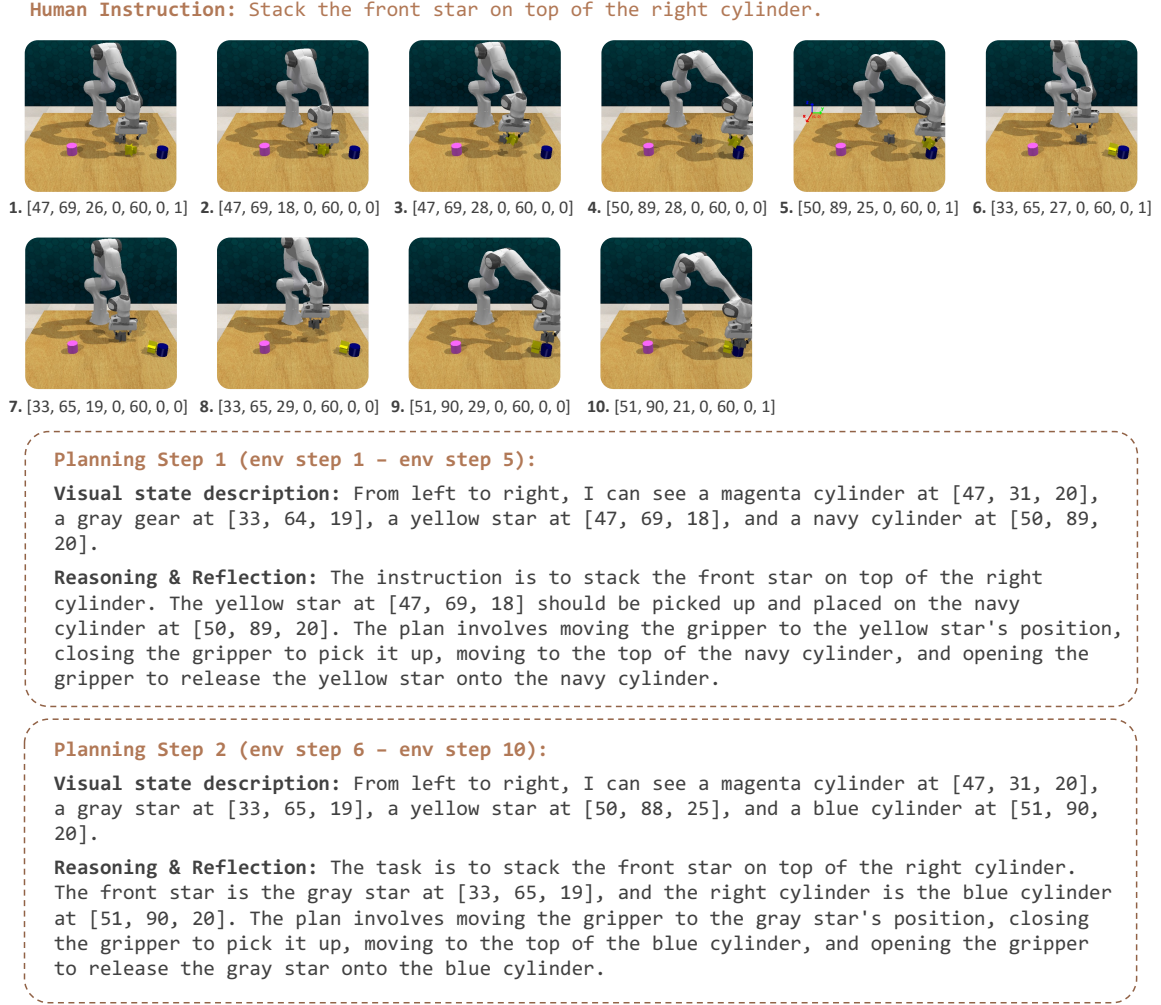 Human Instruction: Stack the front star on top of the right cylinder.
1. [47, 69, 26, 0, 60, 0, 1] 2. [47, 69, 18, 0, 60, 0, 0] 3. [47, 69, 28, 0, 60, 0, 0] 4. [50, 89, 28, 0, 60, 0, 0] 5. [50, 89, 25, 0, 60, 0, 1] 6. [33, 65, 27, 0, 60, 0, 1]
7. [33, 65, 19, 0, 60, 0, 0] 8. [33, 65, 29, 0, 60, 0, 0] 9. [51, 90, 29, 0, 60, 0, 0] 10. [51, 90, 21, 0, 60, 0, 1]
Planning Step 1 (env step 1 – env step 5):
Visual state description: From left to right, I can see a magenta cylinder at [47, 31, 20],
a gray gear at [33, 64, 19], a yellow star at [47, 69, 18], and a navy cylinder at [50, 89,
20].
Reasoning & Reflection: The instruction is to stack the front star on top of the right
cylinder. The yellow star at [47, 69, 18] should be picked up and placed on the navy
cylinder at [50, 89, 20]. The plan involves moving the gripper to the yellow star's position,
closing the gripper to pick it up, moving to the top of the navy cylinder, and opening the
gripper to release the yellow star onto the navy cylinder.
Planning Step 2 (env step 6 – env step 10):
Visual state description: From left to right, I can see a magenta cylinder at [47, 31, 20],
a gray star at [33, 65, 19], a yellow star at [50, 88, 25], and a blue cylinder at [51, 90,
20].
Reasoning & Reflection: The task is to stack the front star on top of the right cylinder.
The front star is the gray star at [33, 65, 19], and the right cylinder is the blue cylinder
at [51, 90, 20]. The plan involves moving the gripper to the gray star's position, closing
the gripper to pick it up, moving to the top of the blue cylinder, and opening the gripper
to release the gray star onto the blue cylinder.